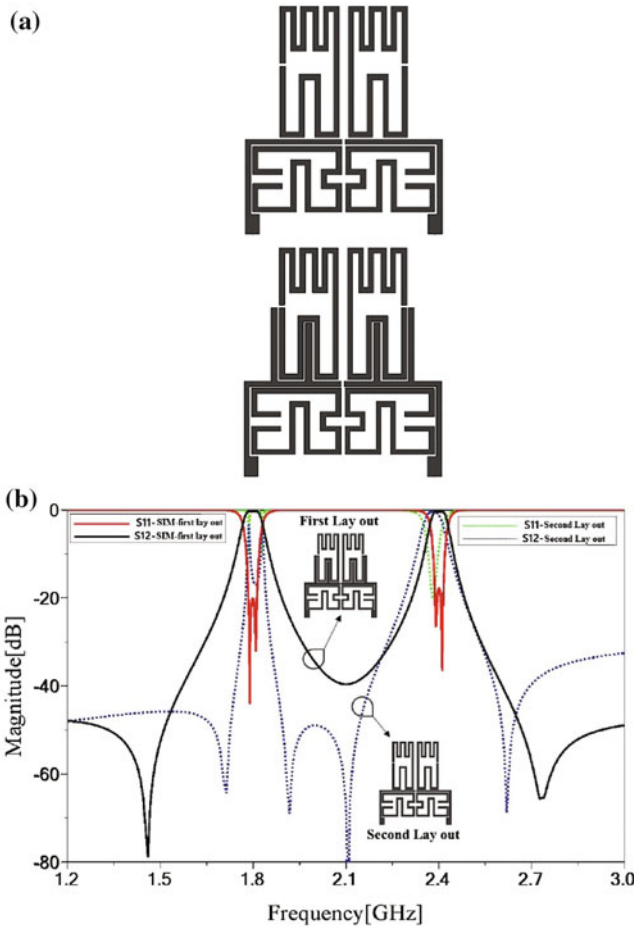 (a)
(b)
S11-SIM-first lay out
S12-SIM-first lay out
First Lay out
S11-Second Lay out
S12-Second Lay out
Second Lay out
0
-20
-40
-60
-80
Magnitude[dB]
1.2 1.5 1.8 2.1 2.4 2.7 3.0
Frequency[GHz]